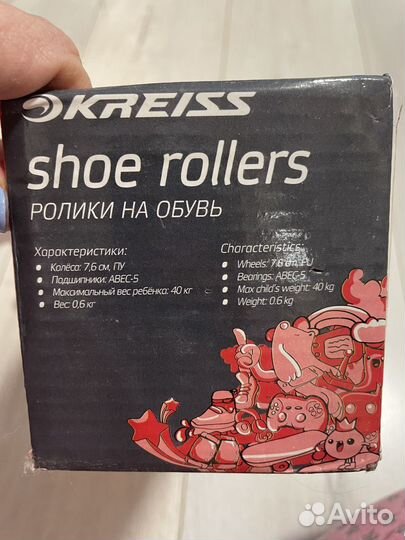 KREISS
shoe rollers
РОЛИКИ НА ОБУВЬ
Характеристики:
Колёса: 7,6 см, ПУ
Подшипники: ABEC-5
Максимальный вес ребёнка: 40 кг
Вес: 0,6 кг
Characteristics:
Wheels: 7.6 cm, PU
Bearings: ABEC-5
Max child's weight: 40 kg
Weight: 0.6 kg
Avito